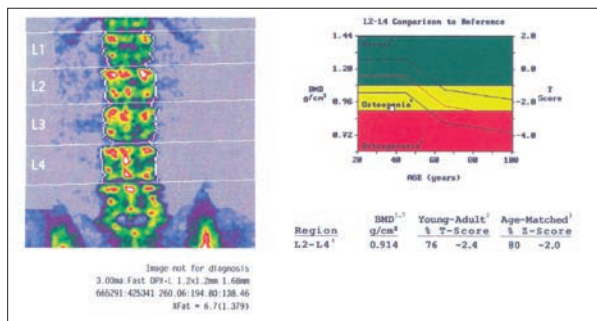 L1
L2
L3
L4
Image not for diagnosis
3.00ma Fast DPX-L 1.2x1.2mm 1.68mm
665291:425341 260.06:194.80:138.46
%Fat = 6.7(1.379)
L2-L4 Comparison to Reference
1.44
1.20
0.96
0.72
BMD
g/cm²
Osteopenia
2.0
0.0
-2.0
-4.0
T
Score
20 40 60 80 100
AGE (years)
BMD Young-Adult Age-Matched
Region g/cm² % T-Score % Z-Score
L2-L4 0.914 76 -2.4 80 -2.0